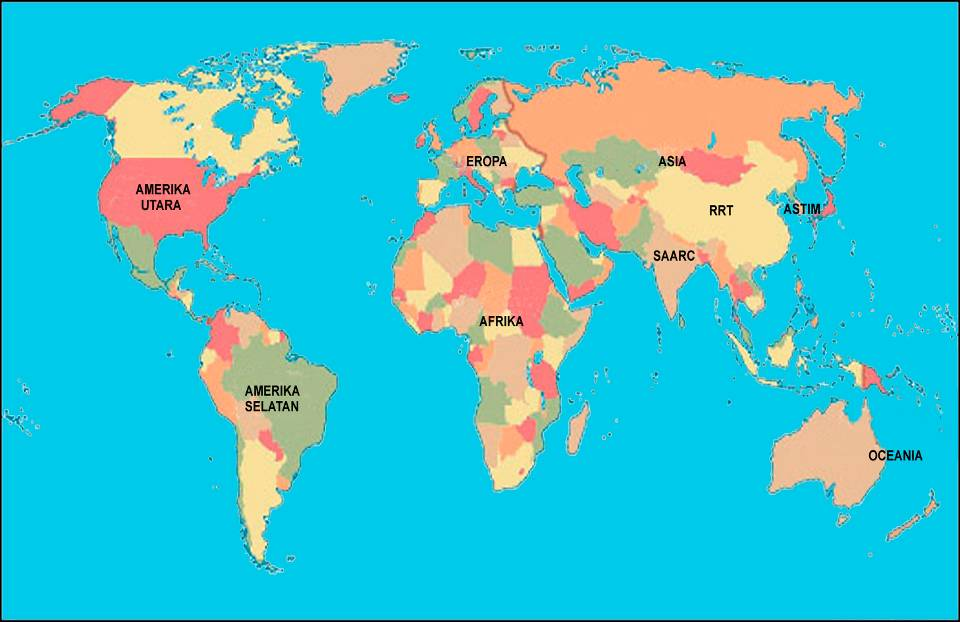 EROPA
ASIA
AMERIKA
UTARA
RRT
ASTIM
SAARC
AFRIKA
AMERIKA
SELATAN
OCEANIA